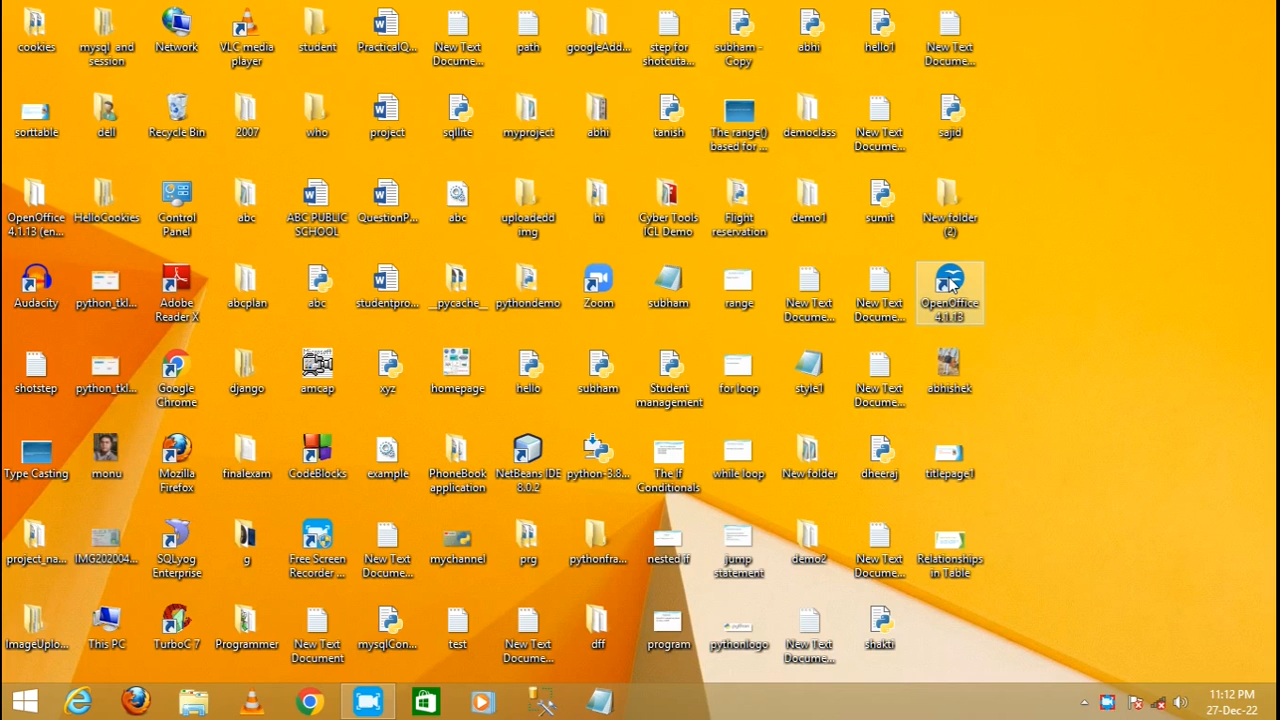 cookies
mysql and
session
Network
VLC media
player
student
PracticalQ...
New Text
Docume...
path
googleAdd...
step for
shotcuta...
subham -
Copy
abhi
hello1
New Text
Docume...
sorttable
dell
Recycle Bin
2007
who
project
sqllite
myproject
abhi
tanish
The range()
based for ...
democlass
New Text
Docume...
sajid
OpenOffice
4.1.13 (en...
HelloCookies
Control
Panel
abc
ABC PUBLIC
SCHOOL
QuestionP...
abc
uploadedd
img
hi
Cyber Tools
ICL Demo
Flight
reservation
demo1
sumit
New folder
(2)
Audacity
python_tkl...
Adobe
Reader X
abcplan
abc
studentpro...
__pycache__
pythondemo
Zoom
subham
range
New Text
Docume...
New Text
Docume...
OpenOffice
4.1.13
shotstep
python_tkl...
Google
Chrome
django
amcap
xyz
homepage
hello
subham
Student
management
for loop
style1
New Text
Docume...
abhishek
Type Casting
monu
Mozilla
Firefox
finalexam
CodeBlocks
example
PhoneBook
application
NetBeans IDE
8.0.2
python-3.8...
The If
Conditionals
while loop
New folder
dheeraj
titlepage1
project_na...
IMG202004...
SQLyog
Enterprise
g
Free Screen
Recorder ...
New Text
Docume...
mychannel
prg
pythonfra...
nested if
jump
statement
demo2
New Text
Docume...
Relationships
in Table
ImageUplo...
This PC
TurboC 7
Programmer
New Text
Document
mysqlCon...
test
New Text
Docume...
dff
program
pythonlogo
New Text
Docume...
shakti
11:12 PM
27-Dec-22